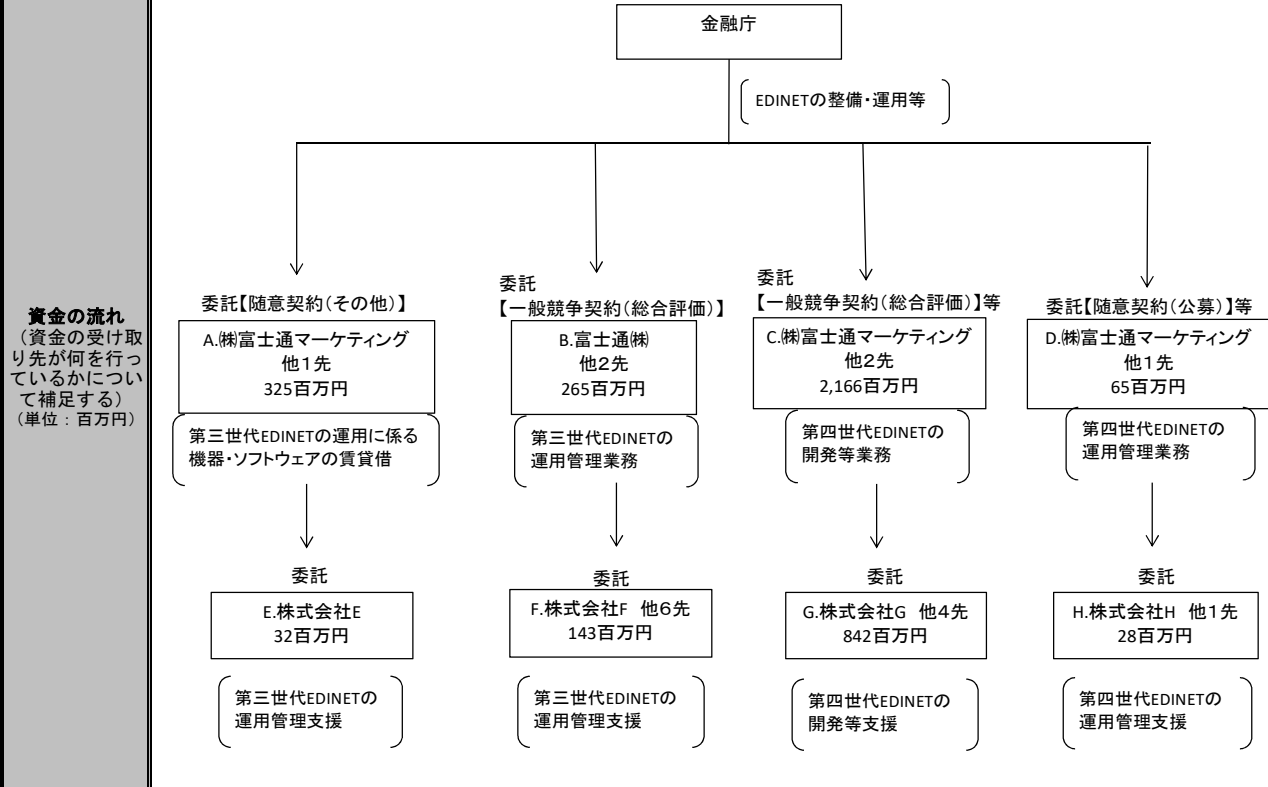 資金の流れ
（資金の受け取
り先が何を行っ
ているかについ
て補足する）
（単位：百万円）
金融庁
EDINETの整備・運用等
委託【随意契約（その他）】
A.㈱富士通マーケティング
他１先
325百万円
第三世代EDINETの運用に係る
機器・ソフトウェアの賃貸借
委託
【一般競争契約（総合評価）】
B.富士通㈱
他２先
265百万円
第三世代EDINETの
運用管理業務
委託
【一般競争契約（総合評価）】等
C.㈱富士通マーケティング
他２先
2,166百万円
第四世代EDINETの
開発等業務
委託【随意契約（公募）】等
D.㈱富士通マーケティング
他１先
65百万円
第四世代EDINETの
運用管理業務
委託
E.株式会社E
32百万円
第三世代EDINETの
運用管理支援
委託
F.株式会社F 他６先
143百万円
第三世代EDINETの
運用管理支援
委託
G.株式会社G 他４先
842百万円
第四世代EDINETの
開発等支援
委託
H.株式会社H 他１先
28百万円
第四世代EDINETの
運用管理支援